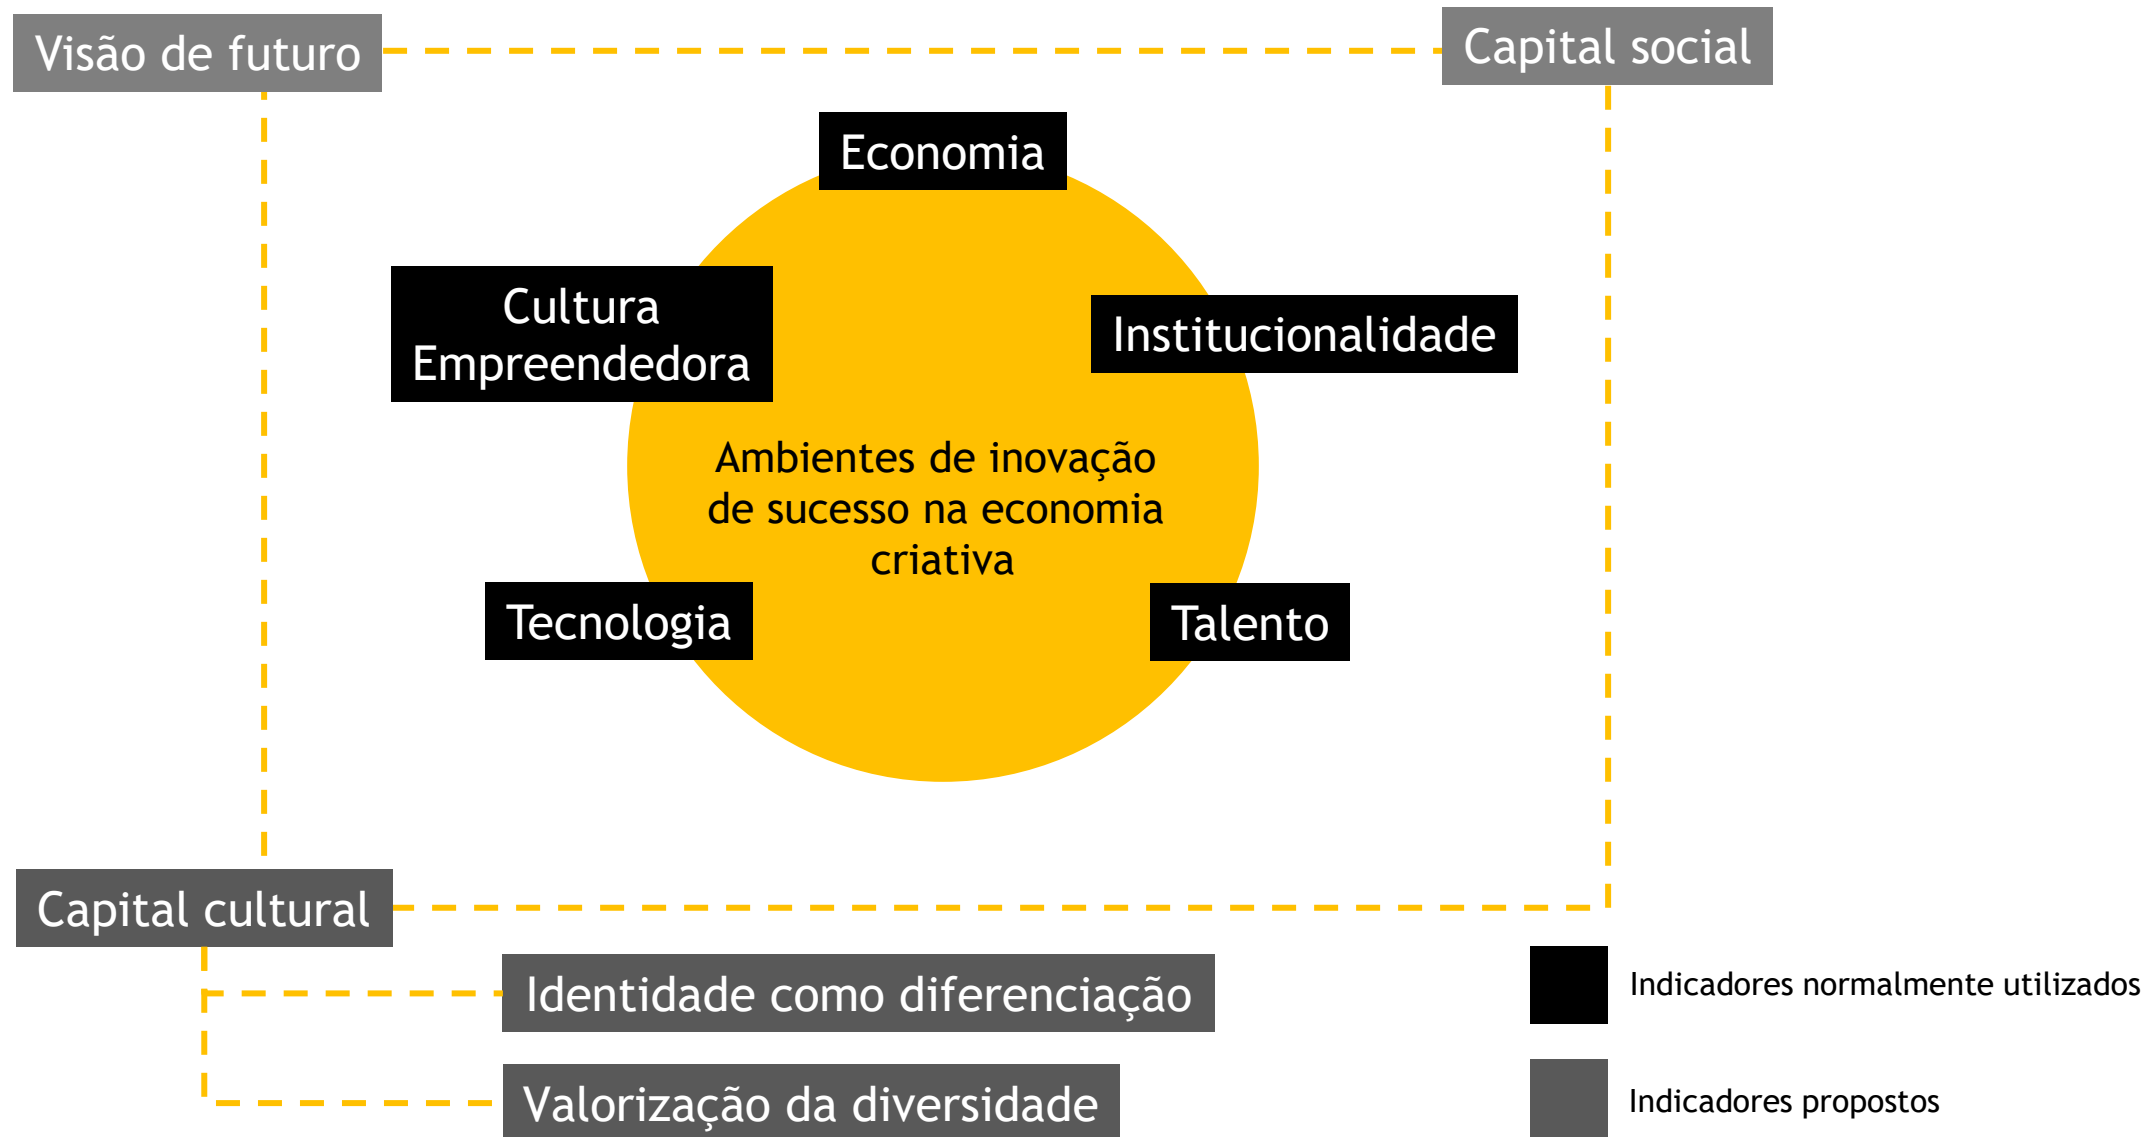 Visão de futuro
Capital social
Economia
Cultura
Empreendedora
Institucionalidade
Ambientes de inovação
de sucesso na economia
criativa
Tecnologia
Talento
Capital cultural
Identidade como diferenciação
Valorização da diversidade
Indicadores normalmente utilizados
Indicadores propostos